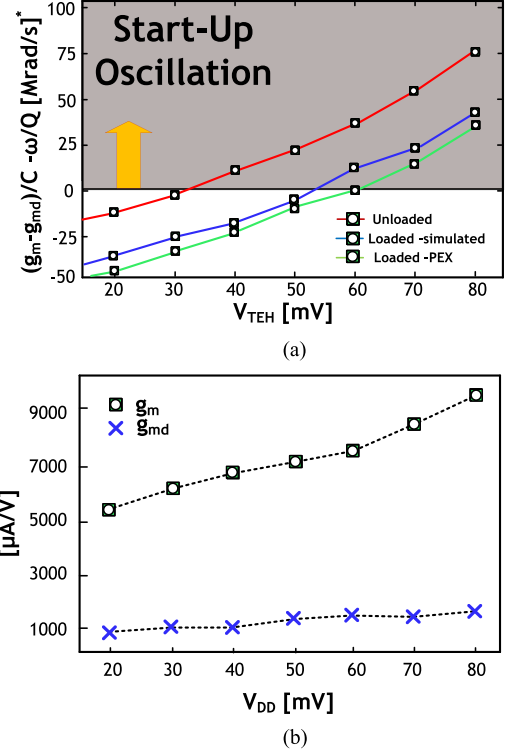 Start-Up
Oscillation
(gm-gmd)/C -ω/Q [Mrad/s]*
100
75
50
25
0
-25
-50
Unloaded
Loaded -simulated
Loaded -PEX
20 30 40 50 60 70 80
VTEH [mV]
(a)
gm
gmd
[µA/V]
9000
7000
5000
3000
1000
20 30 40 50 60 70 80
VDD [mV]
(b)